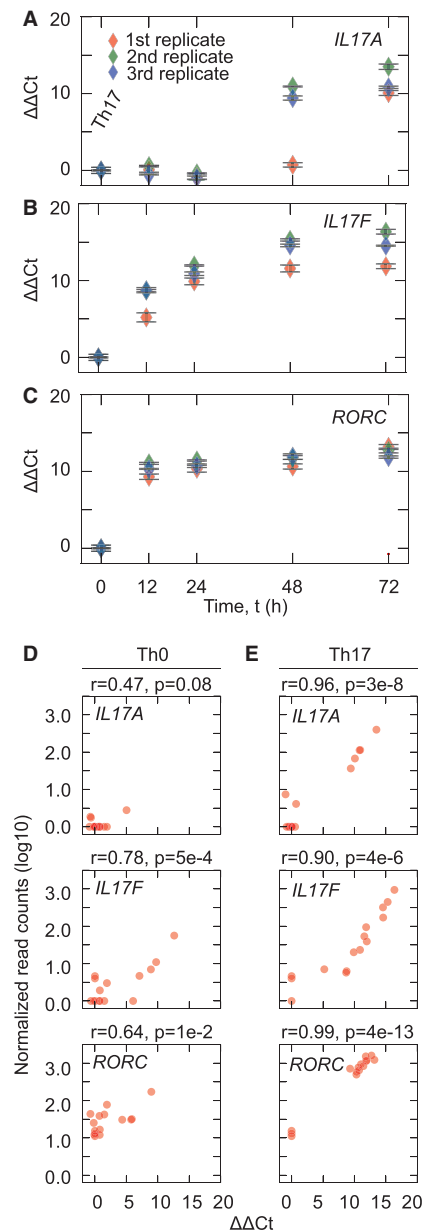 A
20
1st replicate
2nd replicate
3rd replicate
IL17A
Th17
ΔΔCt
10
0
B
20
IL17F
ΔΔCt
10
0
C
20
RORC
ΔΔCt
10
0
0 12 24 48 72
Time, t (h)
D Th0 E Th17
r=0.47, p=0.08 r=0.96, p=3e-8
IL17A IL17A
3.0
2.0
1.0
0.0
r=0.78, p=5e-4 r=0.90, p=4e-6
IL17F IL17F
3.0
2.0
1.0
0.0
r=0.64, p=1e-2 r=0.99, p=4e-13
RORC RORC
3.0
2.0
1.0
0.0
Normalized read counts (log10)
0 5 10 15 20 0 5 10 15 20
ΔΔCt